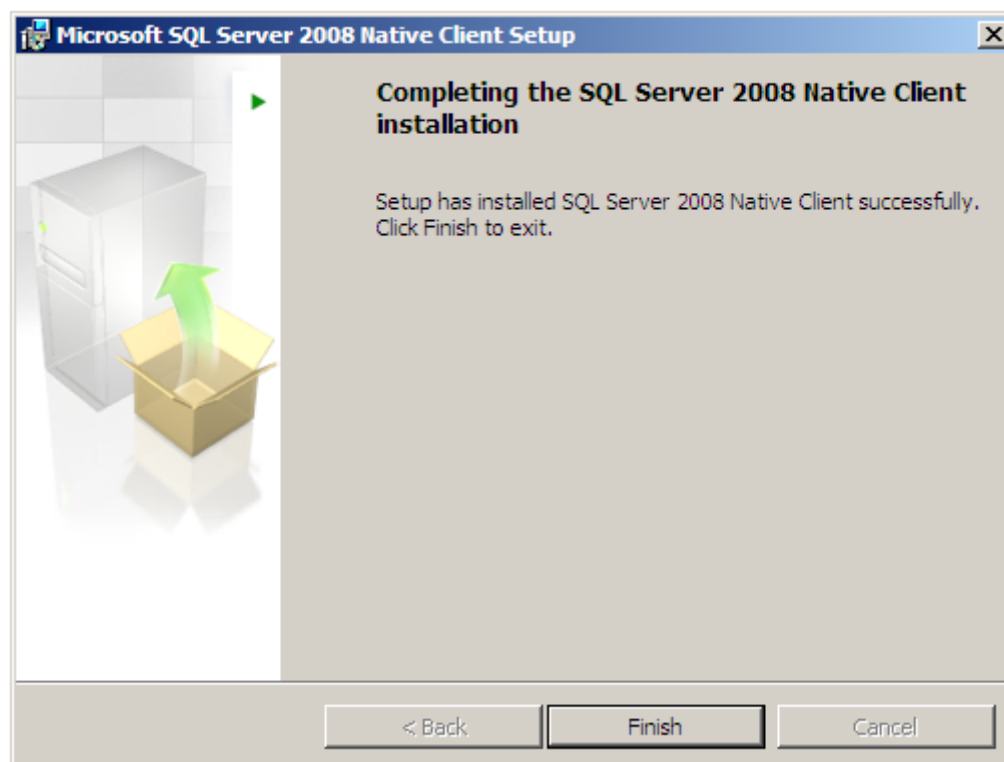 Microsoft SQL Server 2008 Native Client Setup
Completing the SQL Server 2008 Native Client
installation
Setup has installed SQL Server 2008 Native Client successfully.
Click Finish to exit.
< Back
Finish
Cancel